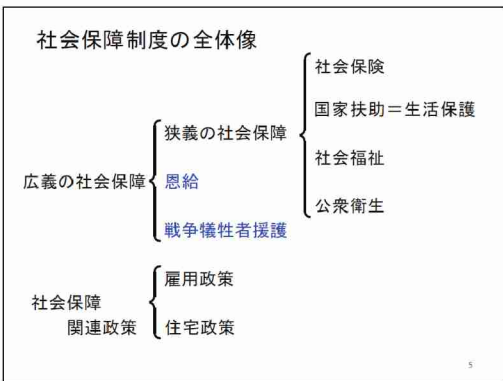 社会保障制度の全体像
社会保険
国家扶助＝生活保護
狭義の社会保障
社会福祉
広義の社会保障
恩給
公衆衛生
戦争犠牲者援護
雇用政策
社会保障
関連政策
住宅政策
5